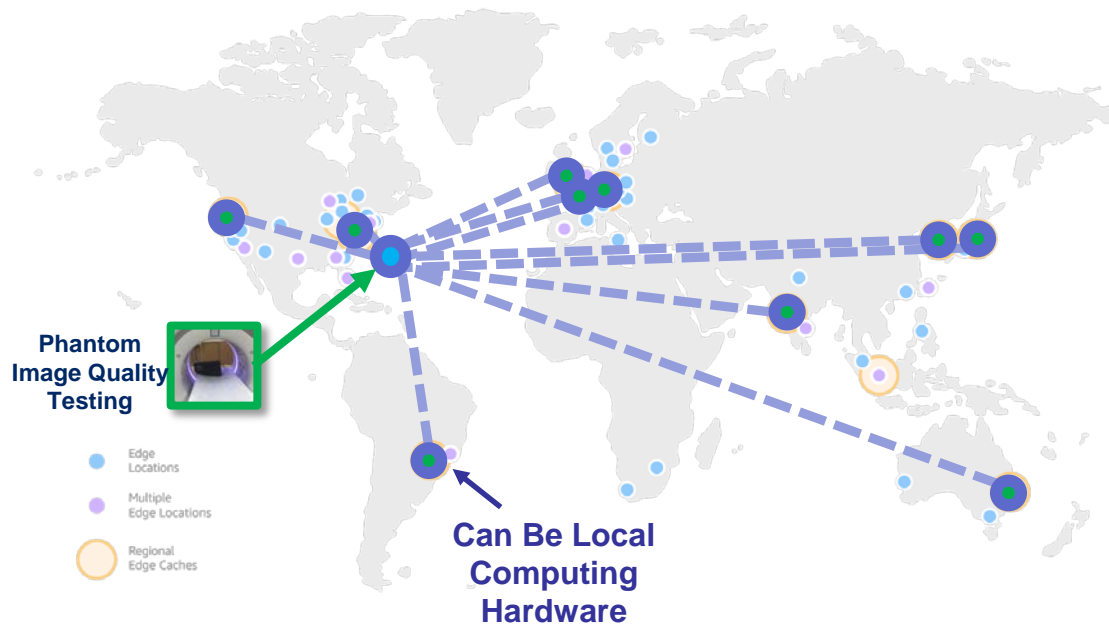 Phantom
Image Quality
Testing
Edge
Locations
Multiple
Edge Locations
Regional
Edge Caches
Can Be Local
Computing
Hardware